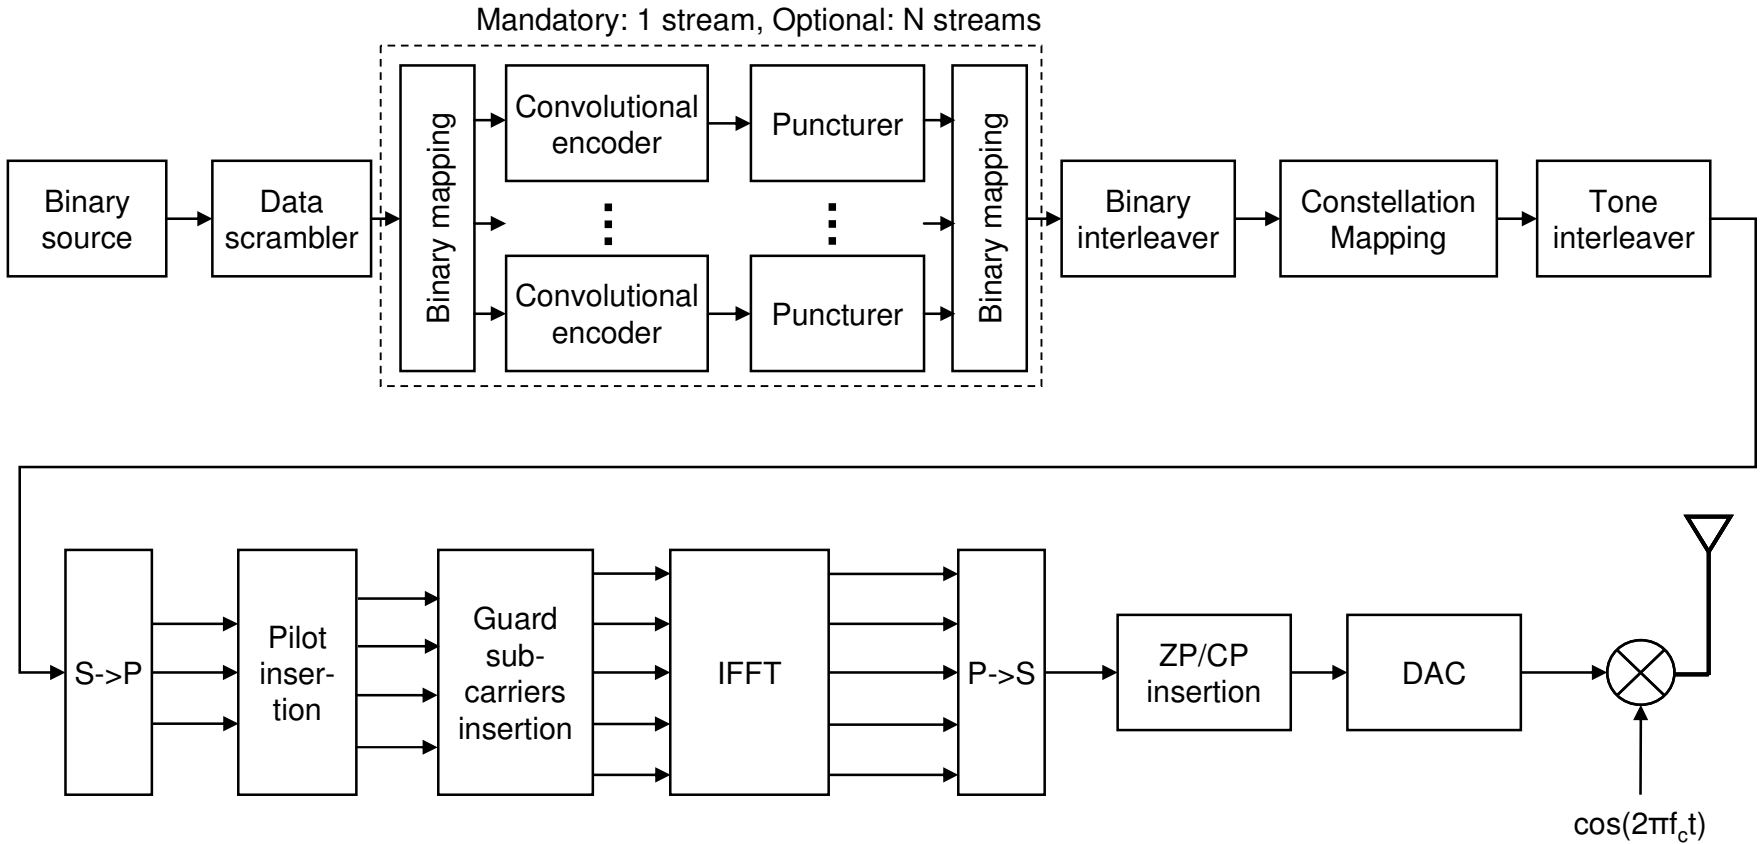 Mandatory: 1 stream, Optional: N streams
Binary
source
Data
scrambler
Binary mapping
Convolutional
encoder
Puncturer
Convolutional
encoder
Puncturer
Binary mapping
Binary
interleaver
Constellation
Mapping
Tone
interleaver
S->P
Pilot
inser-
tion
Guard
sub-
carriers
insertion
IFFT
P->S
ZP/CP
insertion
DAC
cos(2πf_ct)